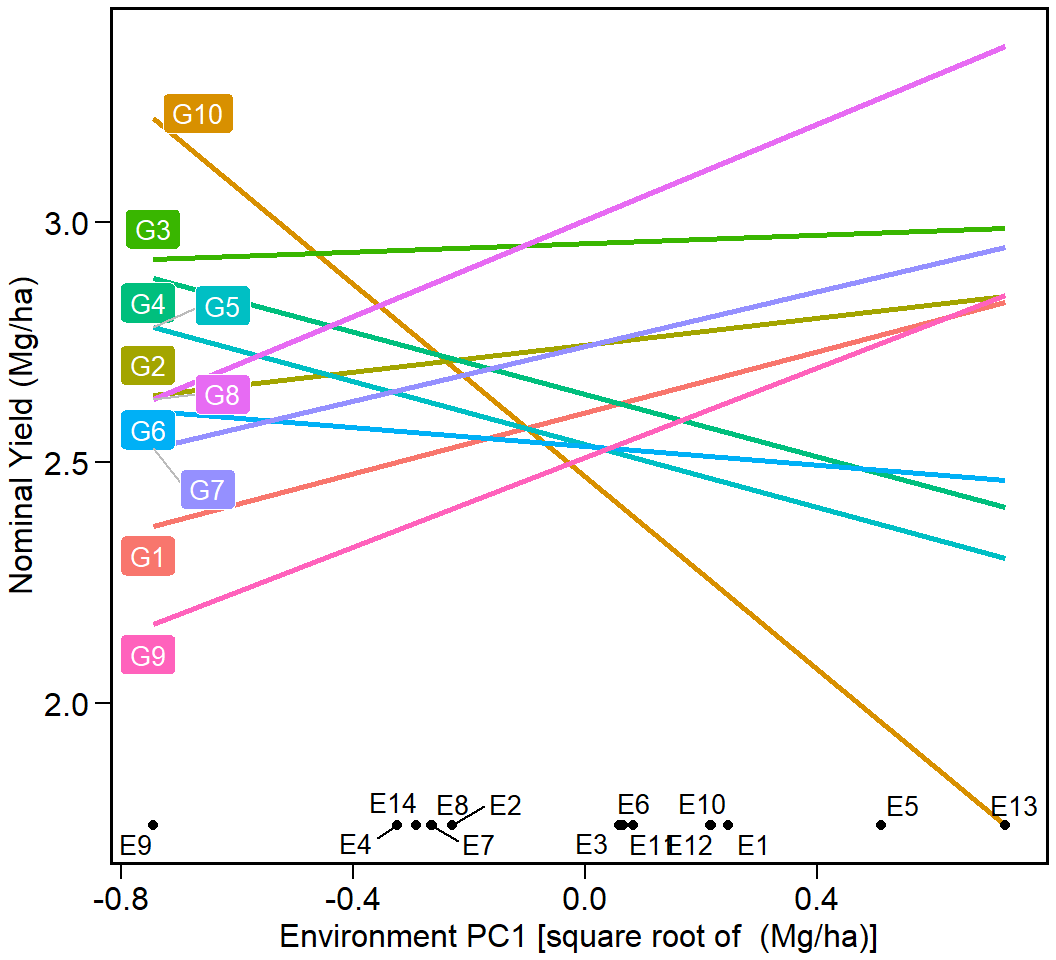 G10
3.0
G3
G4 G5
G2
G8
G6
2.5
G7
G1
G9
2.0
E14 E8 E2 E6 E10 E5 E13
E9 E4 E7 E3 E11 E12 E1
-0.8 -0.4 0.0 0.4
Environment PC1 [square root of  (Mg/ha)]
Nominal Yield (Mg/ha)